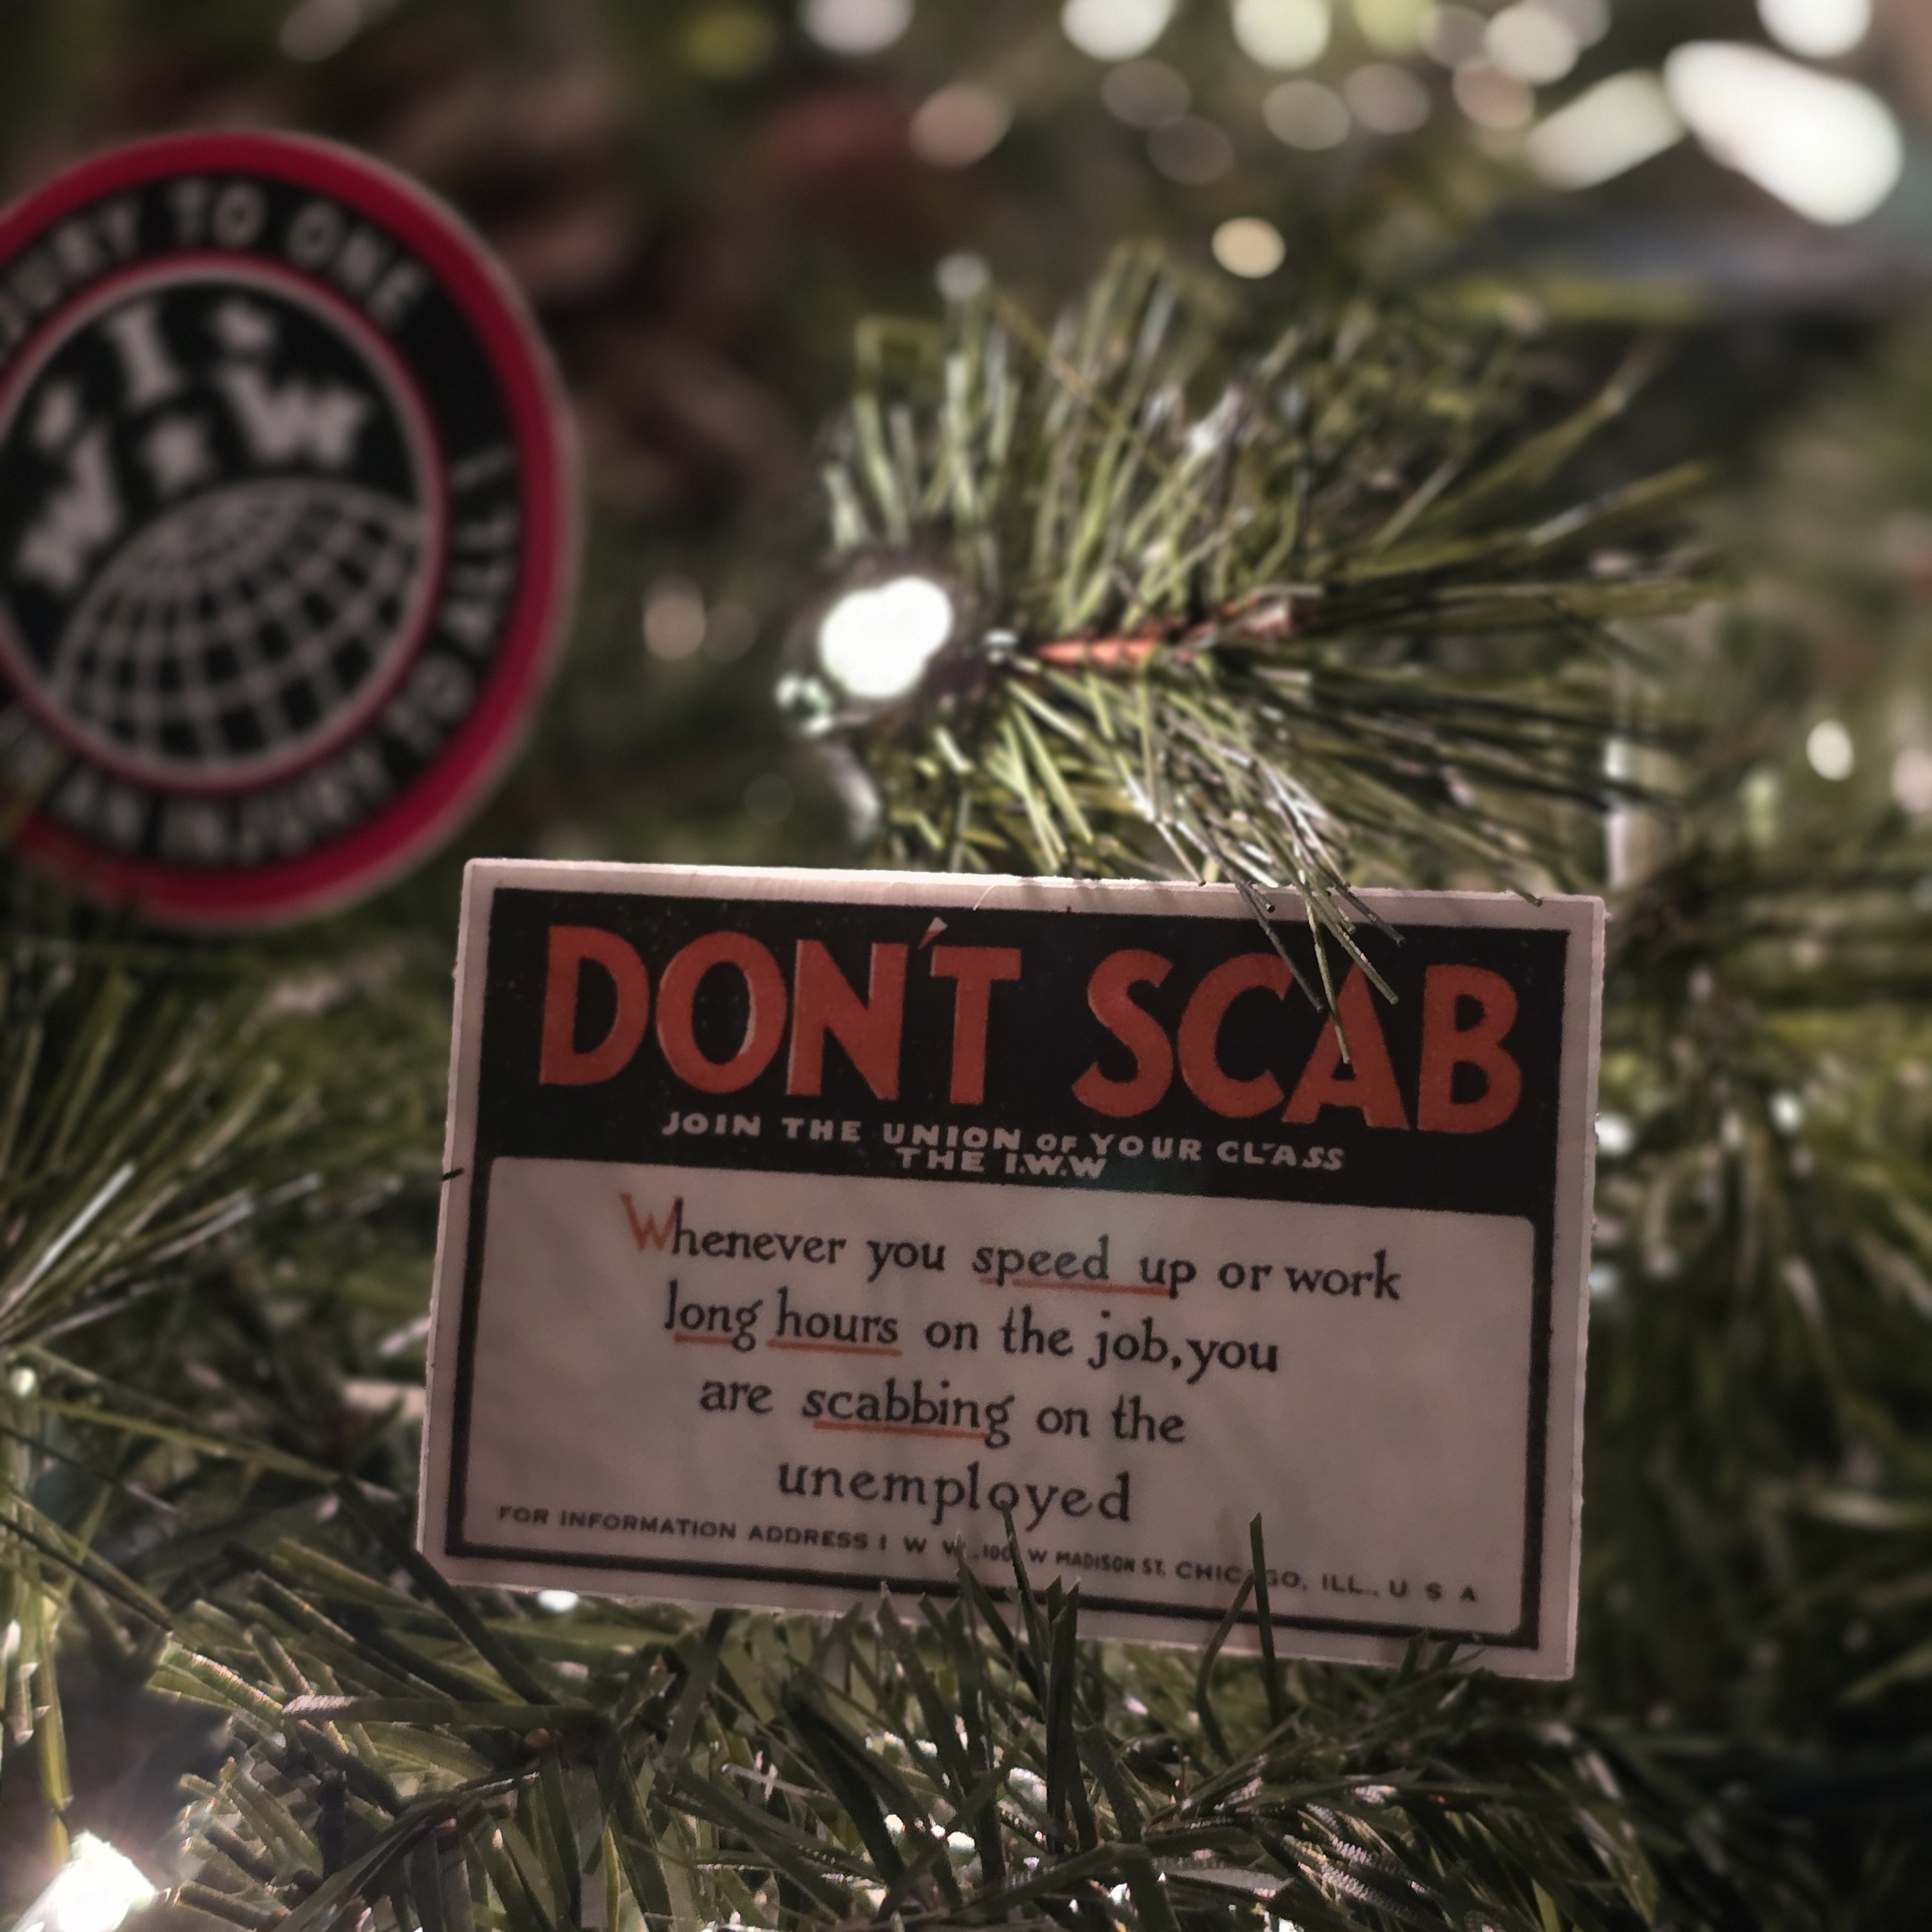 JURY TO ONE
I W W
AN INJURY TO ALL
DON'T SCAB
JOIN THE UNION OF YOUR CLASS
THE I.W.W
Whenever you speed up or work
long hours on the job, you
are scabbing on the
unemployed
FOR INFORMATION ADDRESS I W W., 1001 W MADISON ST. CHICAGO, ILL., U S A